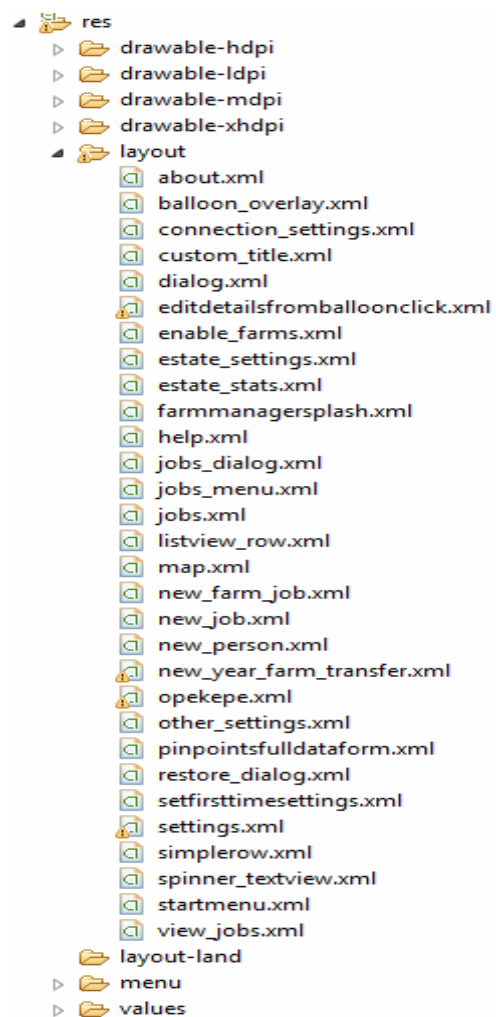 res
drawable-hdpi
drawable-ldpi
drawable-mdpi
drawable-xhdpi
layout
about.xml
balloon_overlay.xml
connection_settings.xml
custom_title.xml
dialog.xml
editdetailsfromballoonclick.xml
enable_farms.xml
estate_settings.xml
estate_stats.xml
farmmanagersplash.xml
help.xml
jobs_dialog.xml
jobs_menu.xml
jobs.xml
listview_row.xml
map.xml
new_farm_job.xml
new_job.xml
new_person.xml
new_year_farm_transfer.xml
opekepe.xml
other_settings.xml
pinpointsfulldataform.xml
restore_dialog.xml
setfirsttimesettings.xml
settings.xml
simplerow.xml
spinner_textview.xml
startmenu.xml
view_jobs.xml
layout-land
menu
values